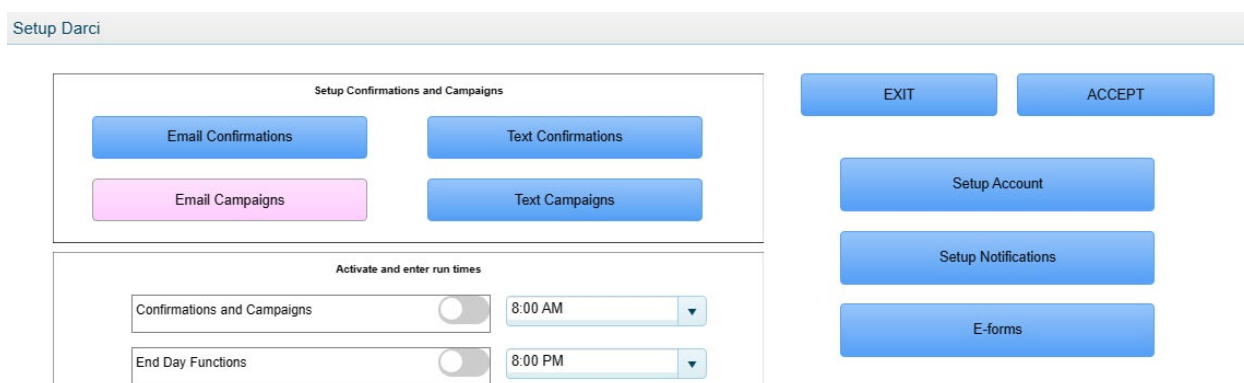 Setup Darci
Setup Confirmations and Campaigns
Email Confirmations
Text Confirmations
Email Campaigns
Text Campaigns
Activate and enter run times
Confirmations and Campaigns
8:00 AM
End Day Functions
8:00 PM
EXIT
ACCEPT
Setup Account
Setup Notifications
E-forms